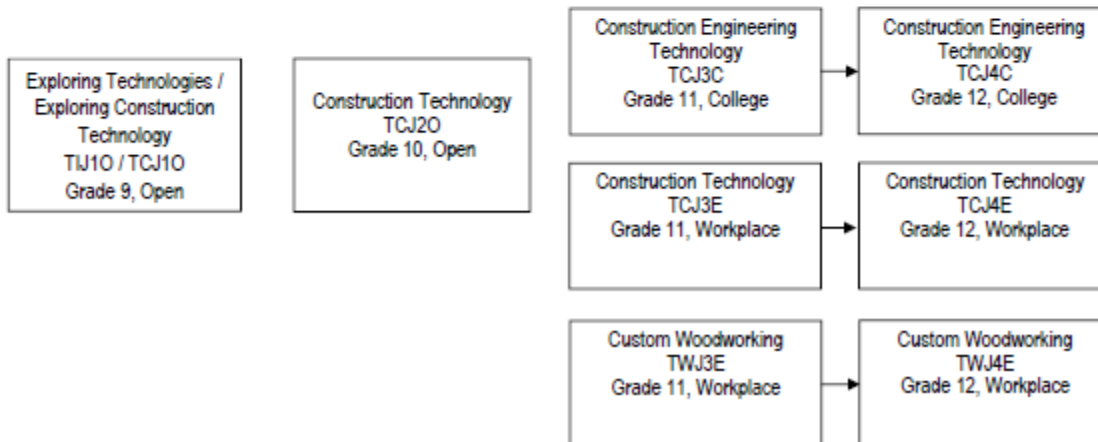 Exploring Technologies /
Exploring Construction
Technology
TIJ1O / TCJ1O
Grade 9, Open
Construction Technology
TCJ2O
Grade 10, Open
Construction Engineering
Technology
TCJ3C
Grade 11, College
Construction Engineering
Technology
TCJ4C
Grade 12, College
Construction Technology
TCJ3E
Grade 11, Workplace
Construction Technology
TCJ4E
Grade 12, Workplace
Custom Woodworking
TWJ3E
Grade 11, Workplace
Custom Woodworking
TWJ4E
Grade 12, Workplace